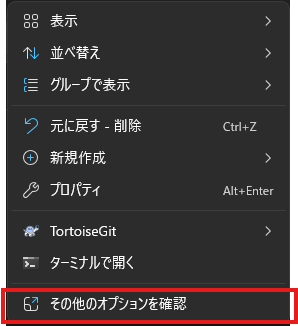 表示
並べ替え
グループで表示
元に戻す - 削除 Ctrl+Z
新規作成
プロパティ Alt+Enter
TortoiseGit
ターミナルで開く
その他のオプションを確認